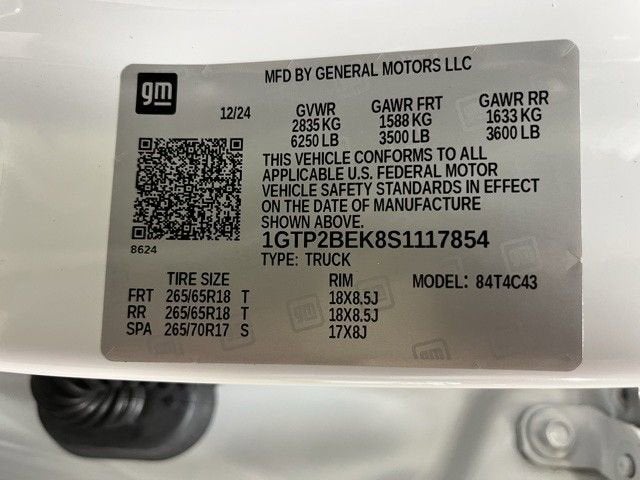 MFD BY GENERAL MOTORS LLC
gm
12/24
GVWR GAWR FRT GAWR RR
2835 KG 1588 KG 1633 KG
6250 LB 3500 LB 3600 LB
THIS VEHICLE CONFORMS TO ALL
APPLICABLE U.S. FEDERAL MOTOR
VEHICLE SAFETY STANDARDS IN EFFECT
ON THE DATE OF MANUFACTURE
SHOWN ABOVE.
8624
1GTP2BEK8S1117854
TYPE: TRUCK
TIRE SIZE RIM MODEL: 84T4C43
FRT 265/65R18 T 18X8.5J
RR 265/65R18 T 18X8.5J
SPA 265/70R17 S 17X8J
gm